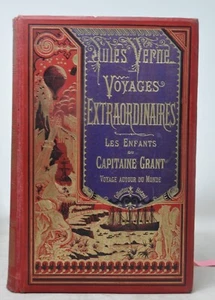 Jules Verne
Voyages
Extraordinaires
Les Enfants
du
Capitaine Grant
Voyage autour du Monde